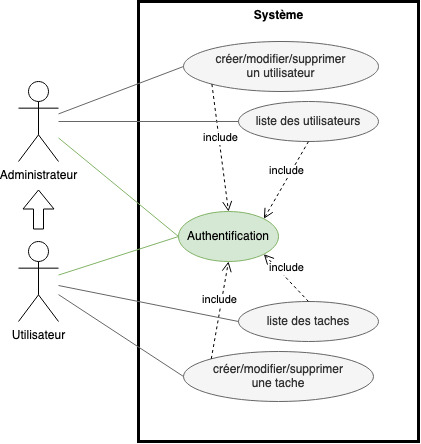 Système
créer/modifier/supprimer
un utilisateur
liste des utilisateurs
include
include
Administrateur
Authentification
include
include
Utilisateur
liste des taches
créer/modifier/supprimer
une tache